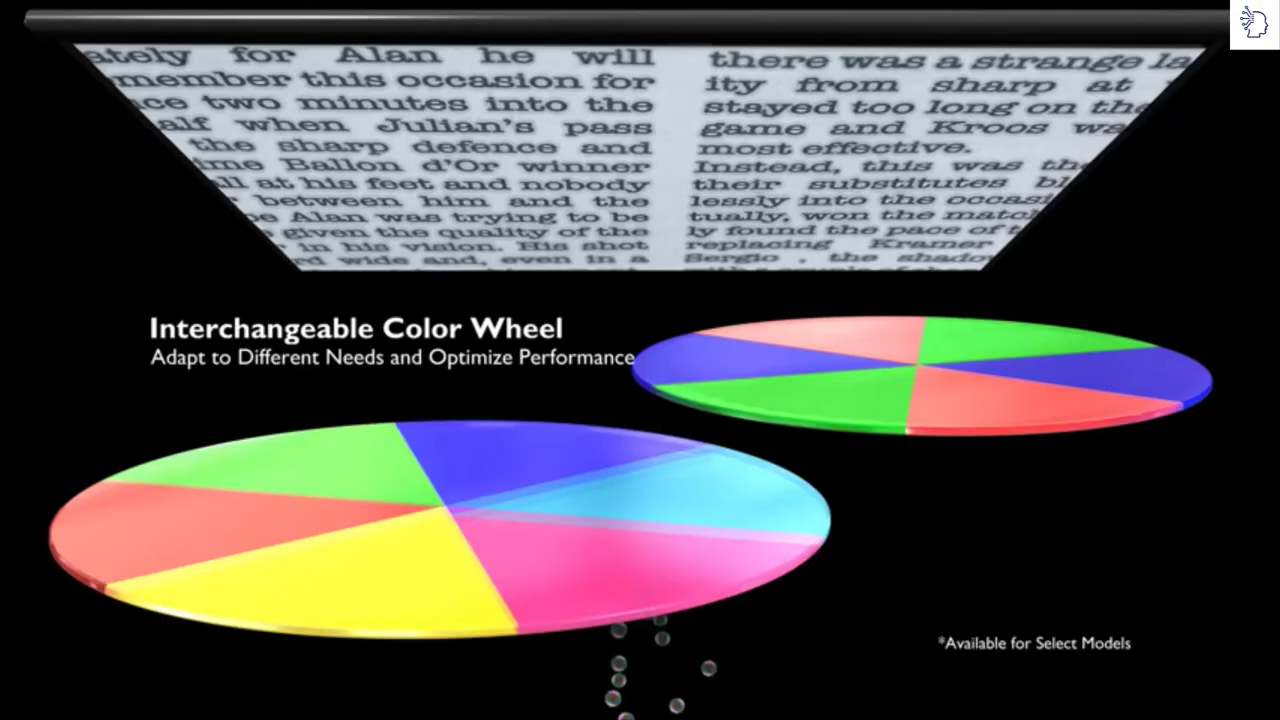 ately for Alan he will
member this occasion for
ce two minutes into the
alf when Julian's pass
the sharp defence and
ime Ballon d'Or winner
ll at his feet and nobody
between him and the
be Alan was trying to be
given the quality of the
in his vision. His shot
rd wide and, even in a
there was a strange la
ity from sharp at
stayed too long on the
game and Kroos wa
most effective.
Instead, this was the
their substitutes bl
lessly into the occasi
tually, won the match
ly found the pace of t
replacing Kramer
Sergio , the shadow
Interchangeable Color Wheel
Adapt to Different Needs and Optimize Performance
*Available for Select Models